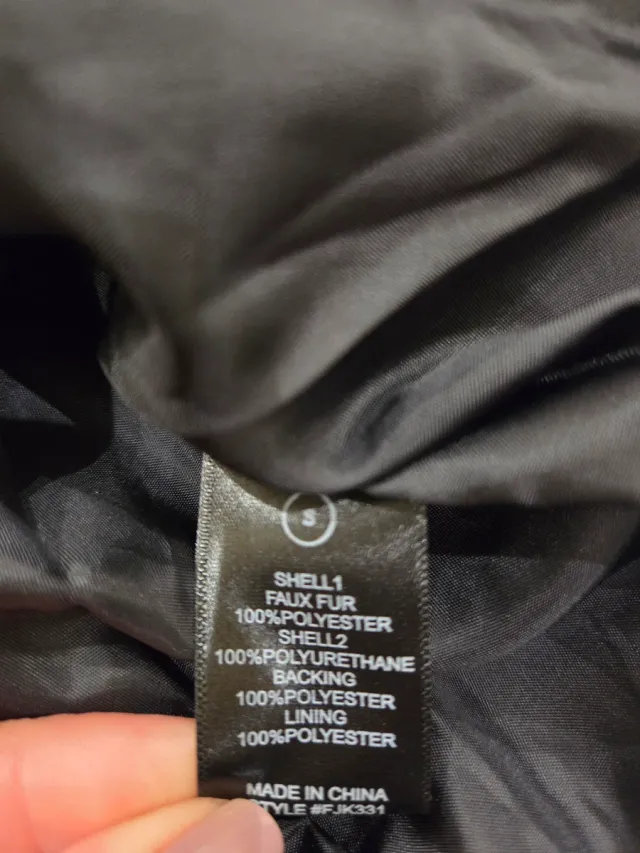 S
SHELL1
FAUX FUR
100%POLYESTER
SHELL2
100%POLYURETHANE
BACKING
100%POLYESTER
LINING
100%POLYESTER
MADE IN CHINA
STYLE #FJK331